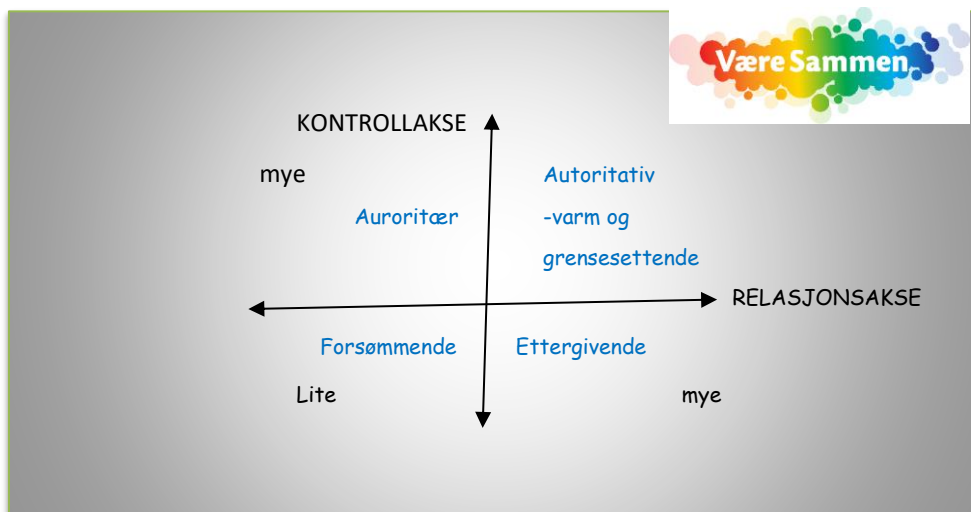 Være Sammen
KONTROLLAKSE
mye
Autoritativ
Auroritær
-varm og
grensesettende
RELASJONSAKSE
Forsømmende
Ettergivende
Lite
mye